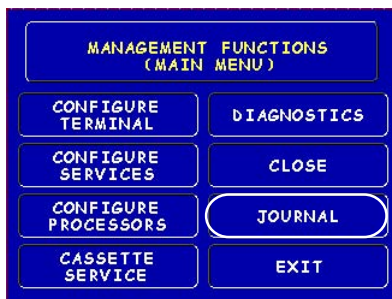 MANAGEMENT FUNCTIONS
(MAIN MENU)
CONFIGURE
TERMINAL
DIAGNOSTICS
CONFIGURE
SERVICES
CLOSE
CONFIGURE
PROCESSORS
JOURNAL
CASSETTE
SERVICE
EXIT